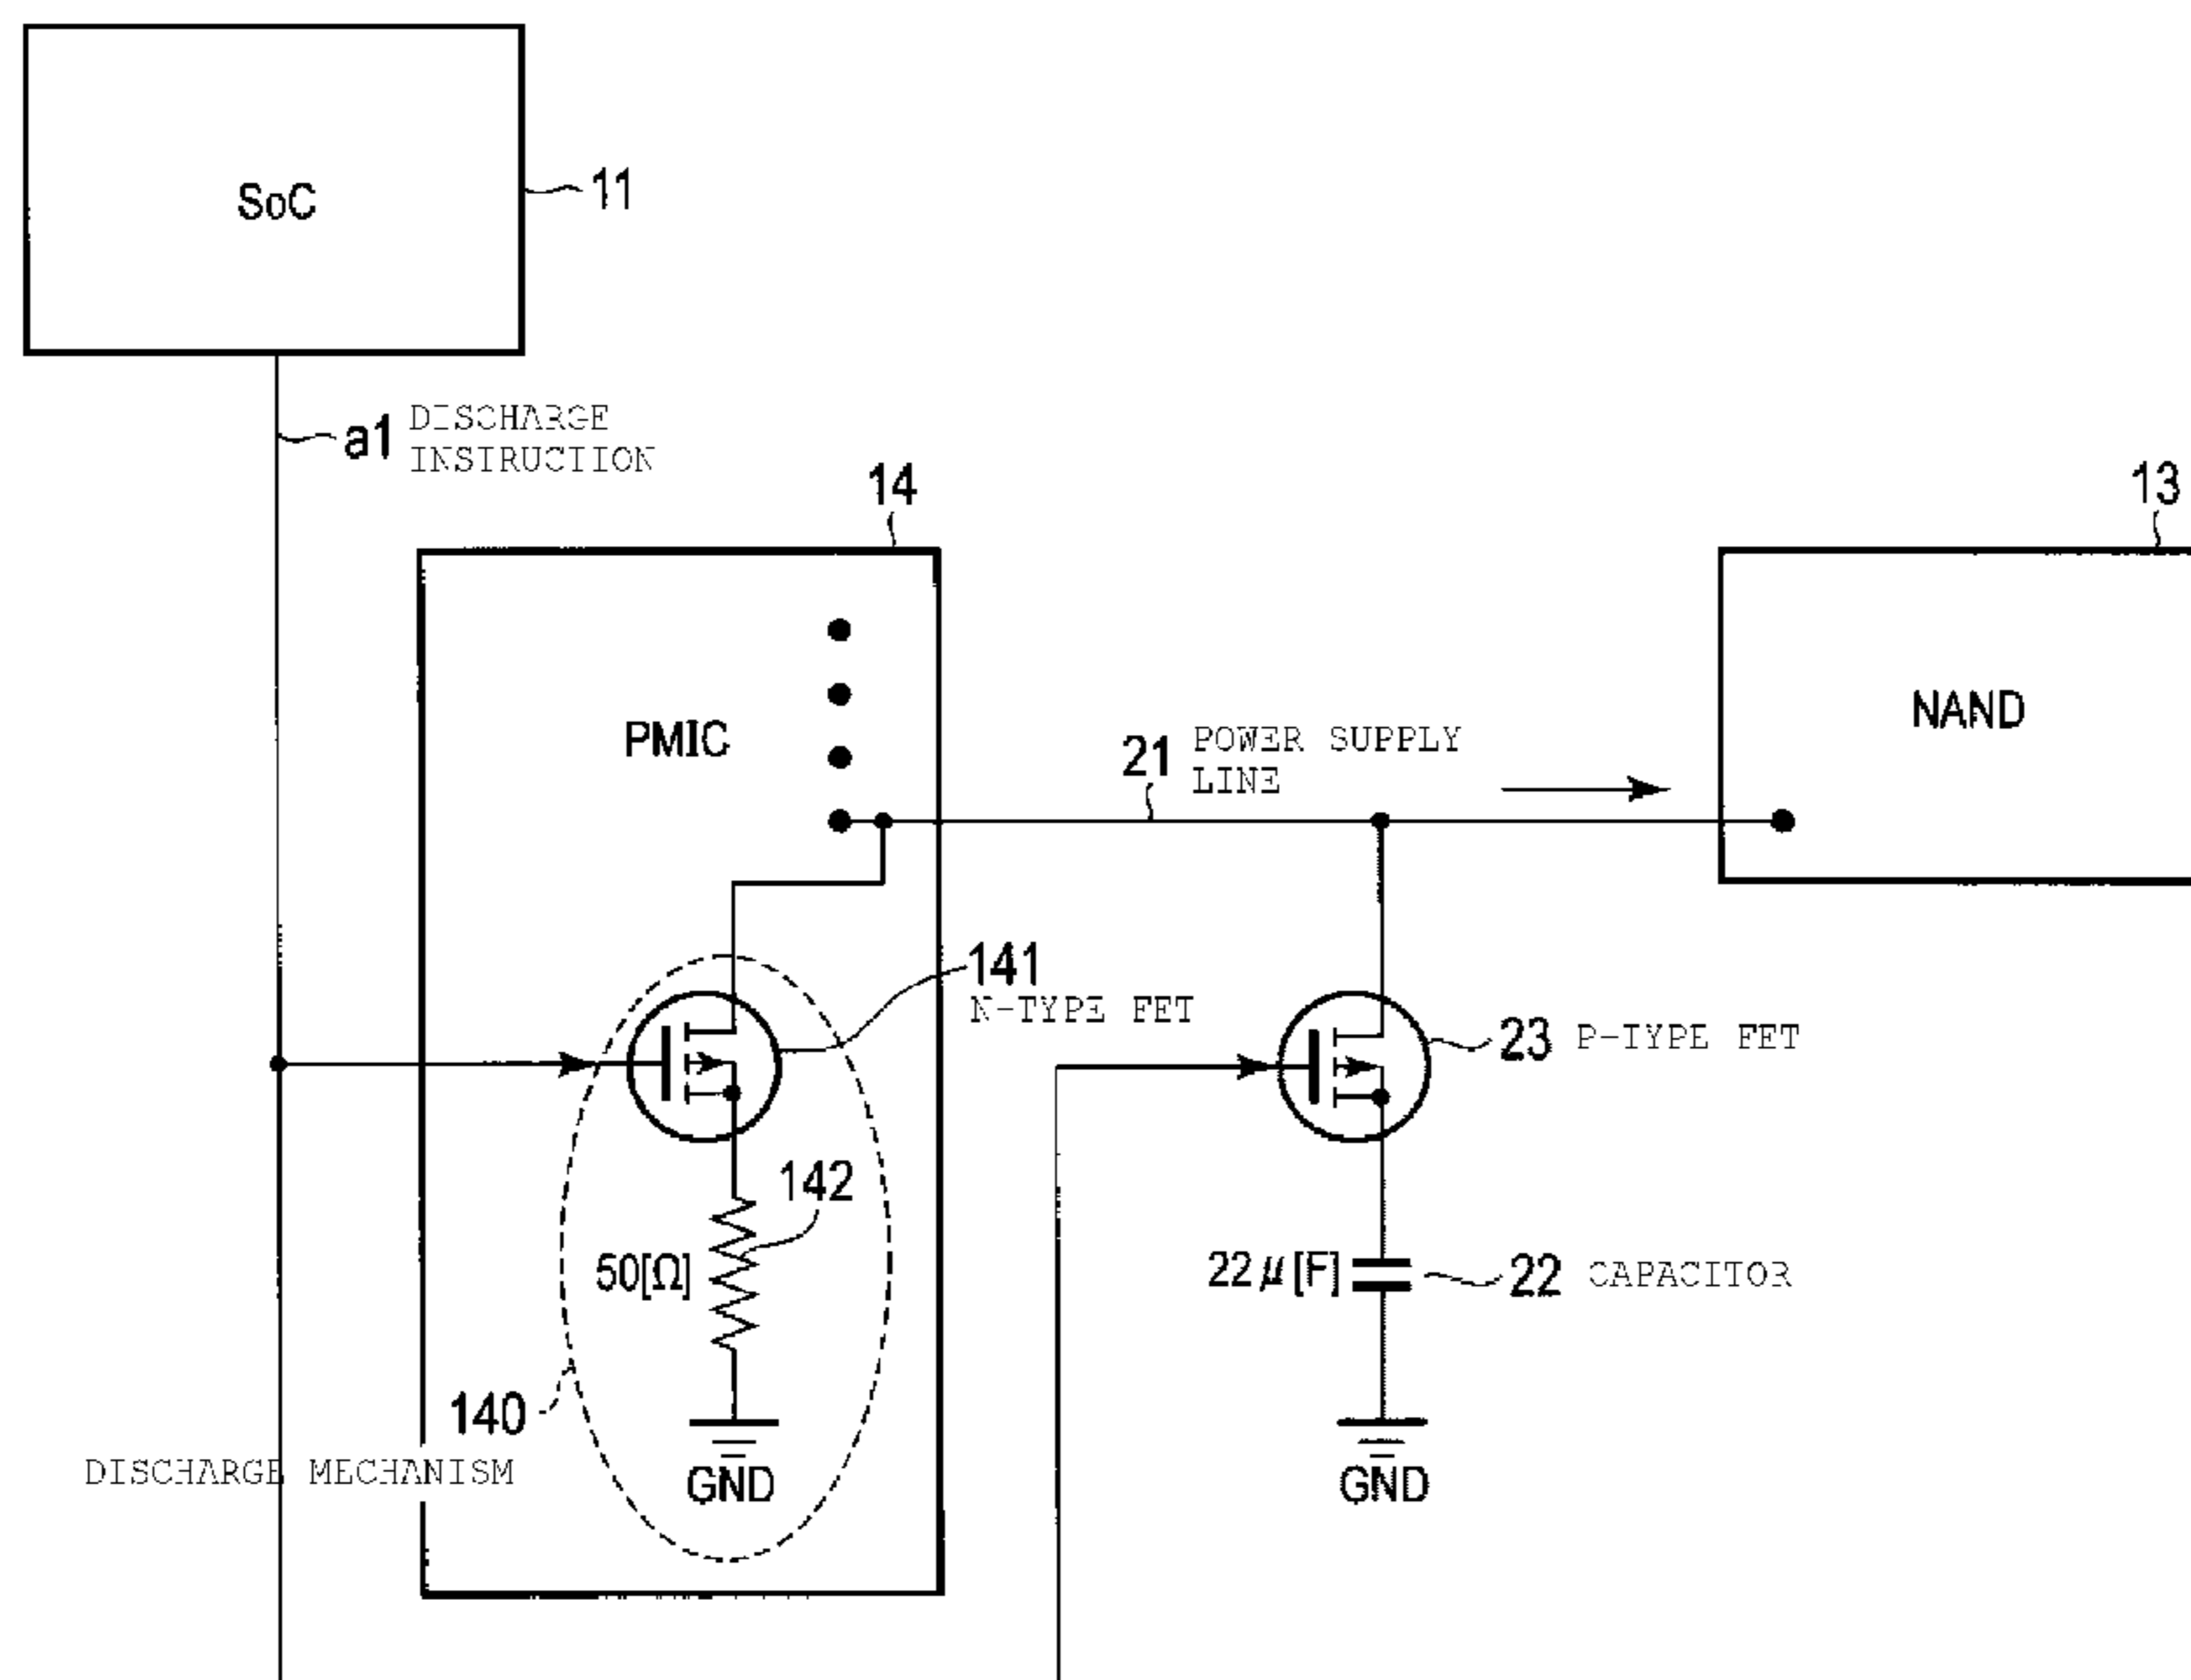 SoC
11
a1 DISCHARGE
INSTRUCTION
14
13
PMIC
NAND
21 POWER SUPPLY
LINE
141
N-TYPE FET
23 P-TYPE FET
142
50[Ω]
22μ[F]
22 CAPACITOR
140
DISCHARGE MECHANISM
GND
GND